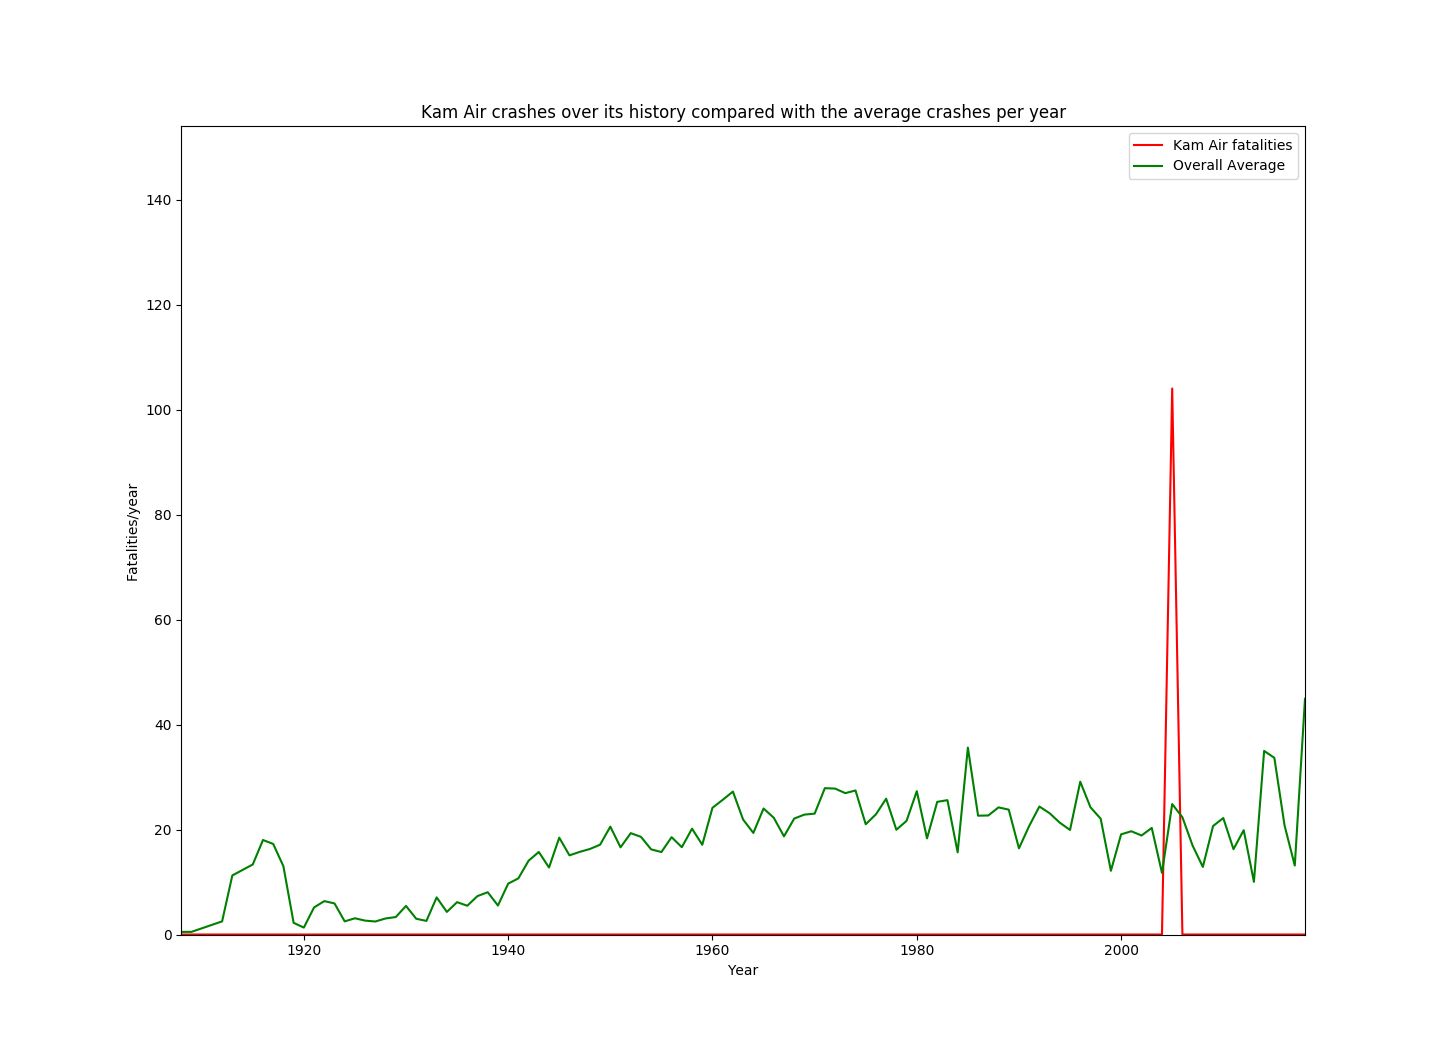 Kam Air crashes over its history compared with the average crashes per year
Kam Air fatalities
Overall Average
140
120
100
80
60
40
20
0
Fatalities/year
1920 1940 1960 1980 2000
Year